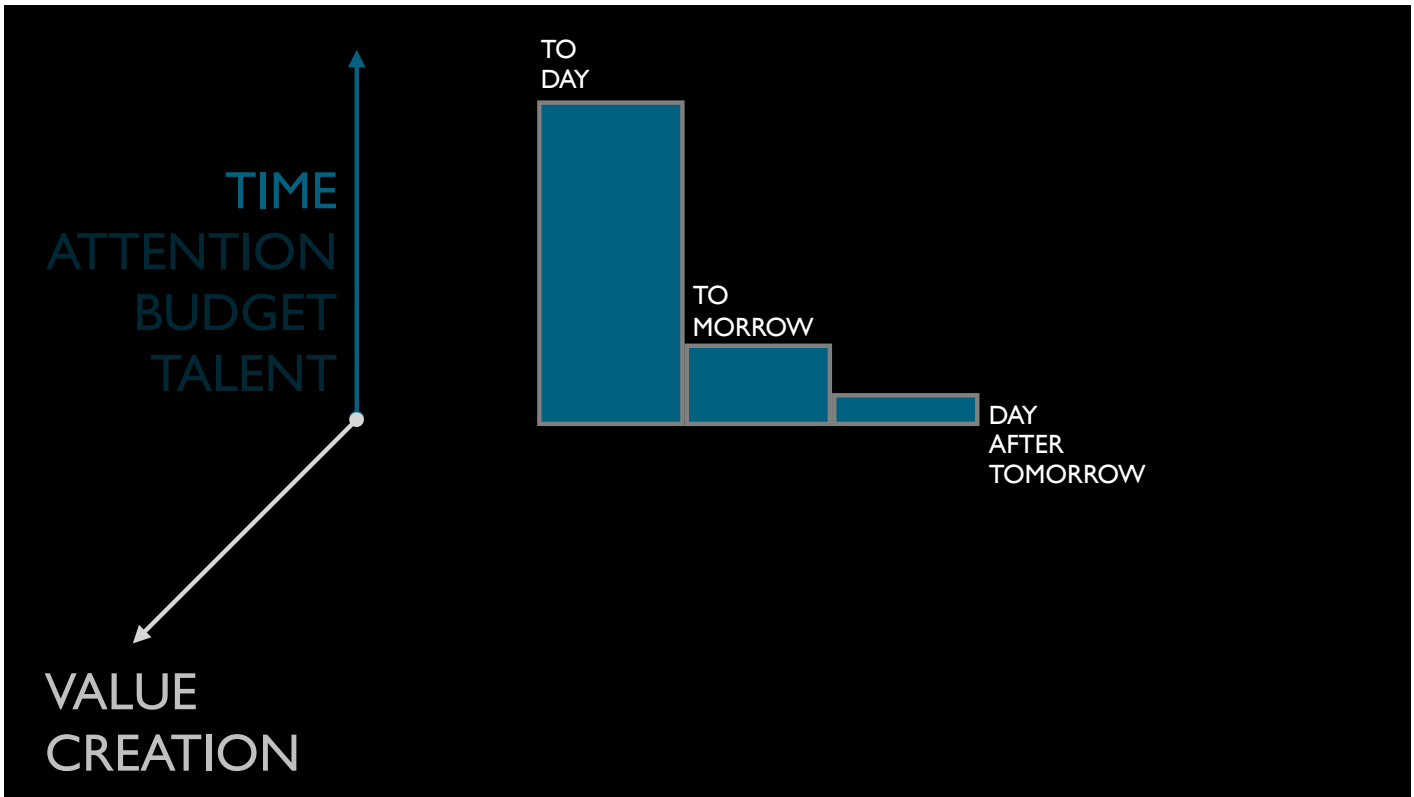 TO
DAY
TIME
ATTENTION
BUDGET
TALENT
TO
MORROW
DAY
AFTER
TOMORROW
VALUE
CREATION